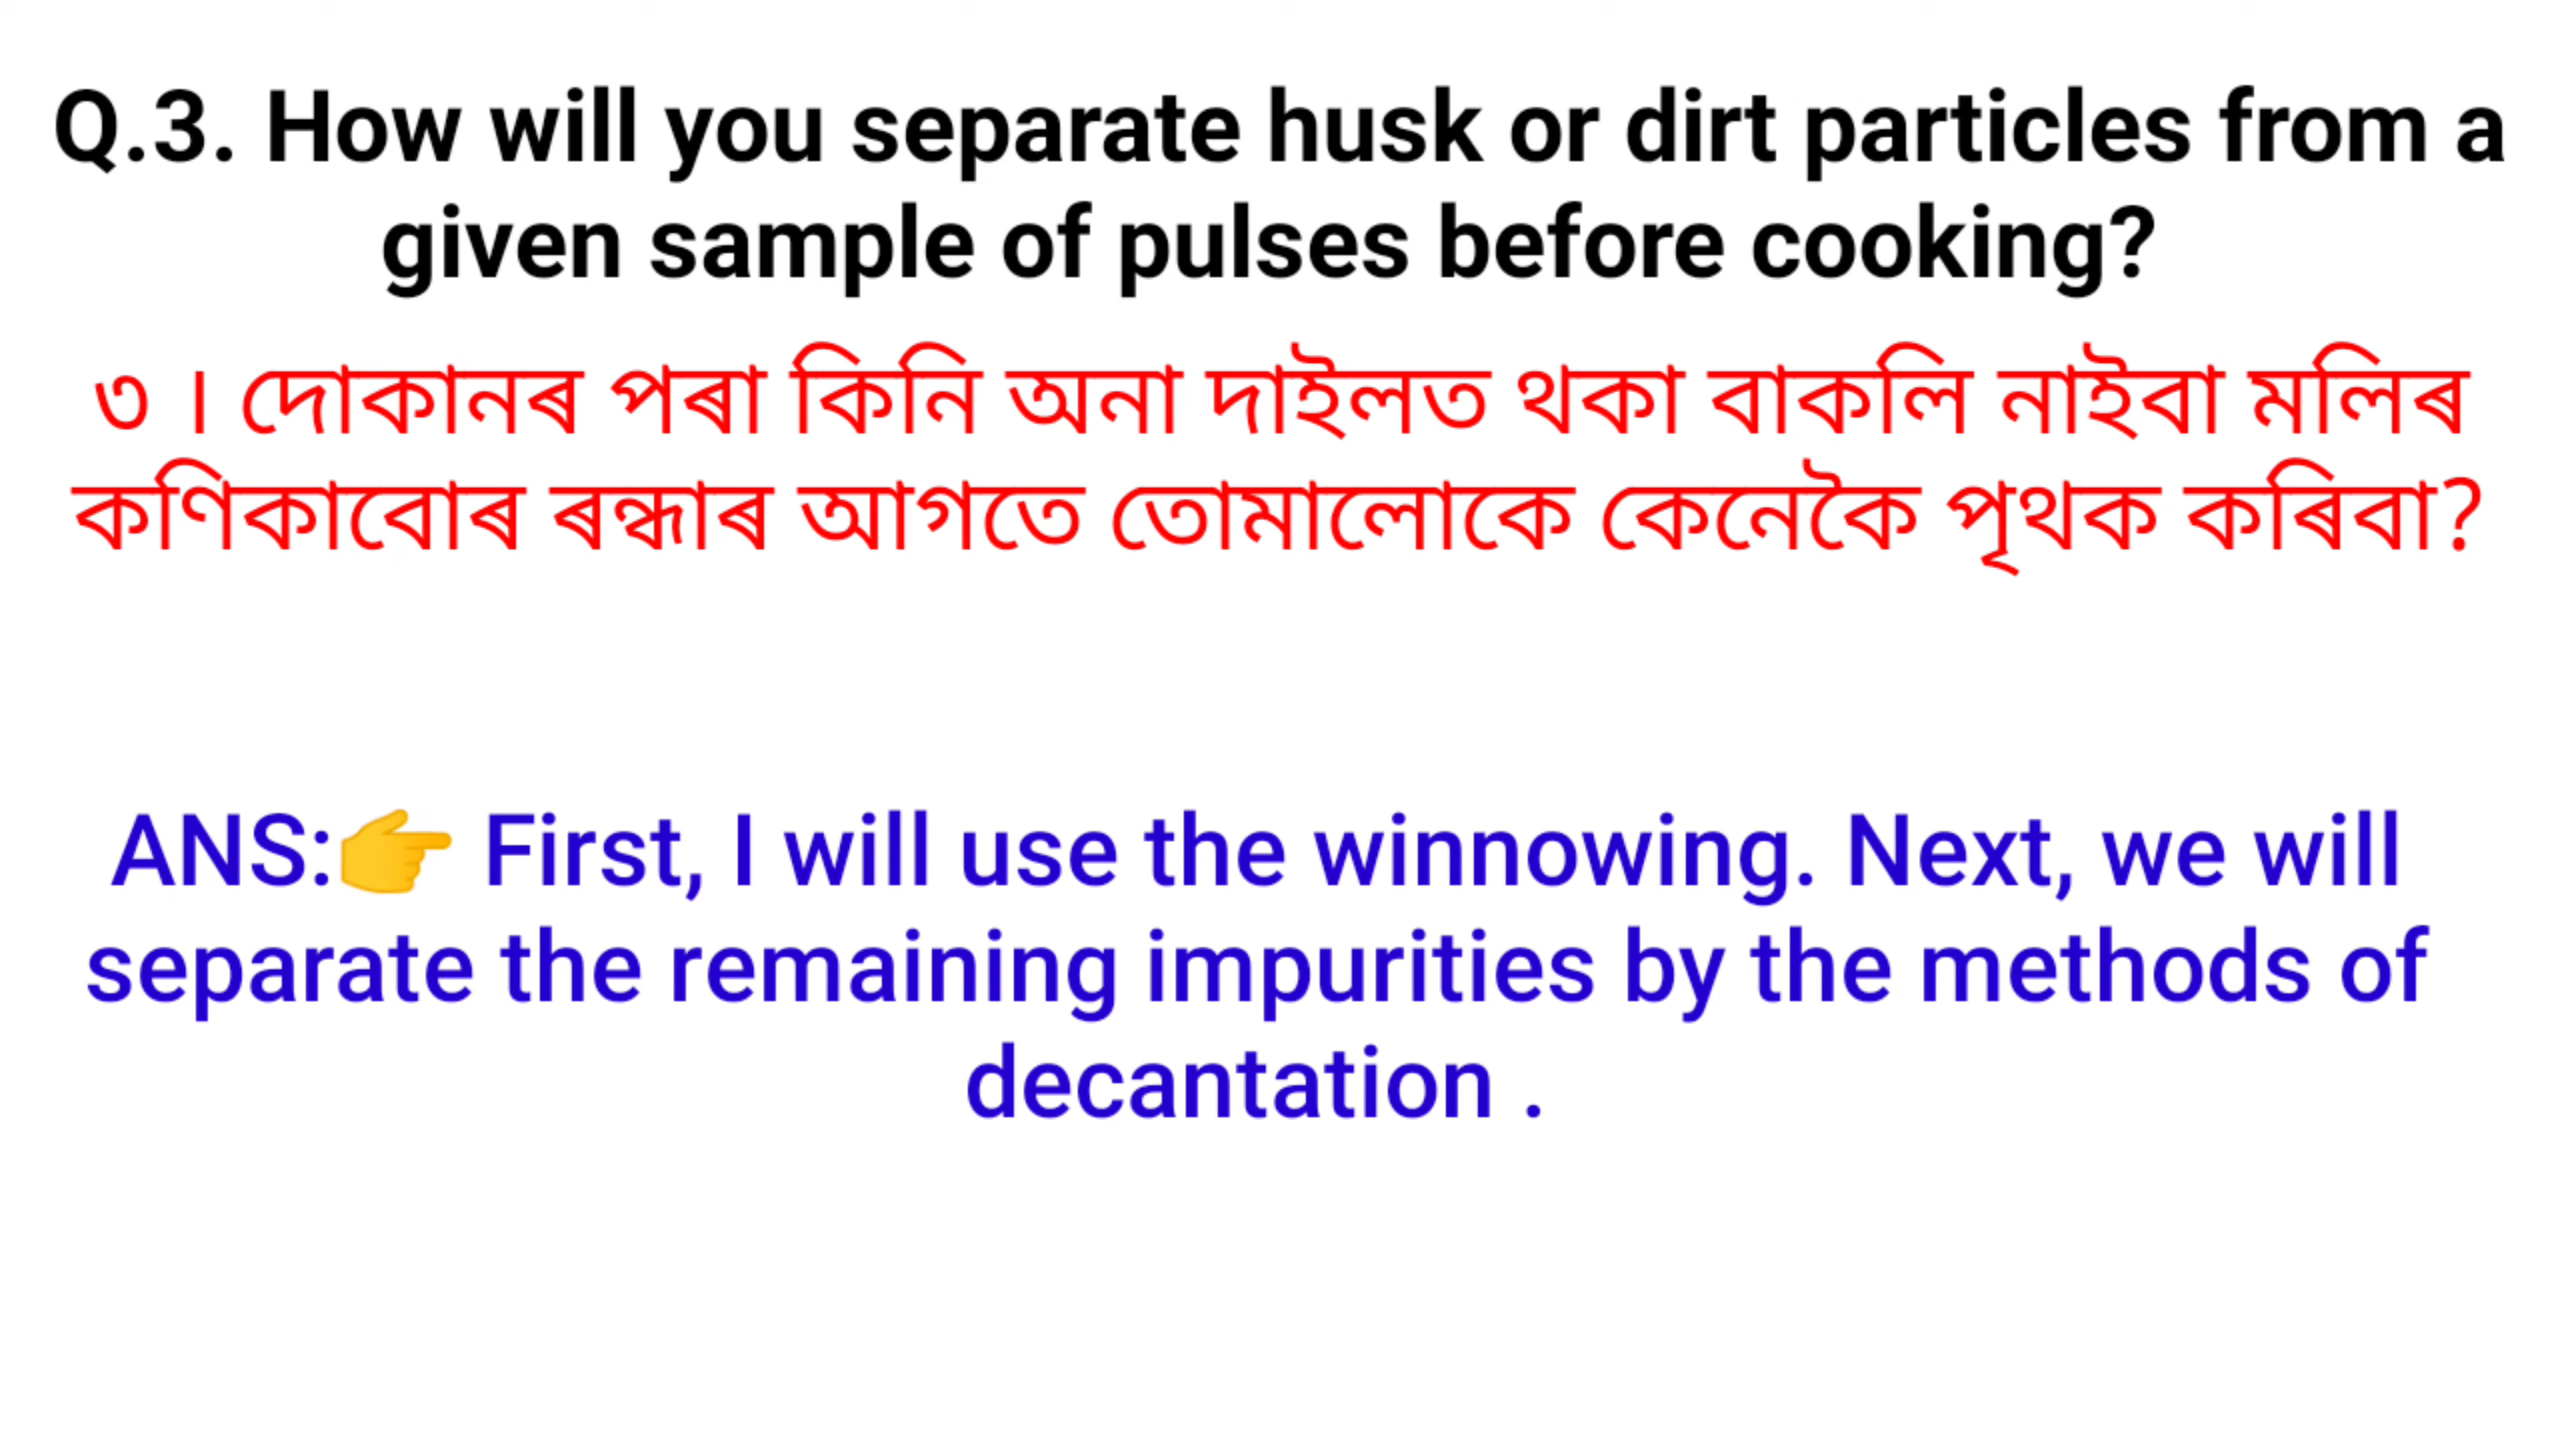 Q.3. How will you separate husk or dirt particles from a
given sample of pulses before cooking?
৩ । দোকানৰ পৰা কিনি অনা দাইলত থকা বাকলি নাইবা মলিৰ
কণিকাবোৰ ৰন্ধাৰ আগতে তোমালোকে কেনেকৈ পৃথক কৰিবা?
ANS:👉 First, I will use the winnowing. Next, we will
separate the remaining impurities by the methods of
decantation .